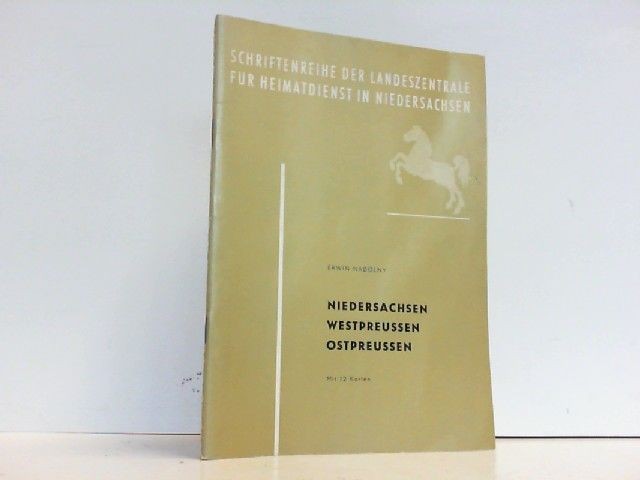 SCHRIFTENREIHE DER LANDESZENTRALE
FÜR HEIMATDIENST IN NIEDERSACHSEN
ERWIN NADOLNY
NIEDERSACHSEN
WESTPREUSSEN
OSTPREUSSEN
Mit 12 Karten